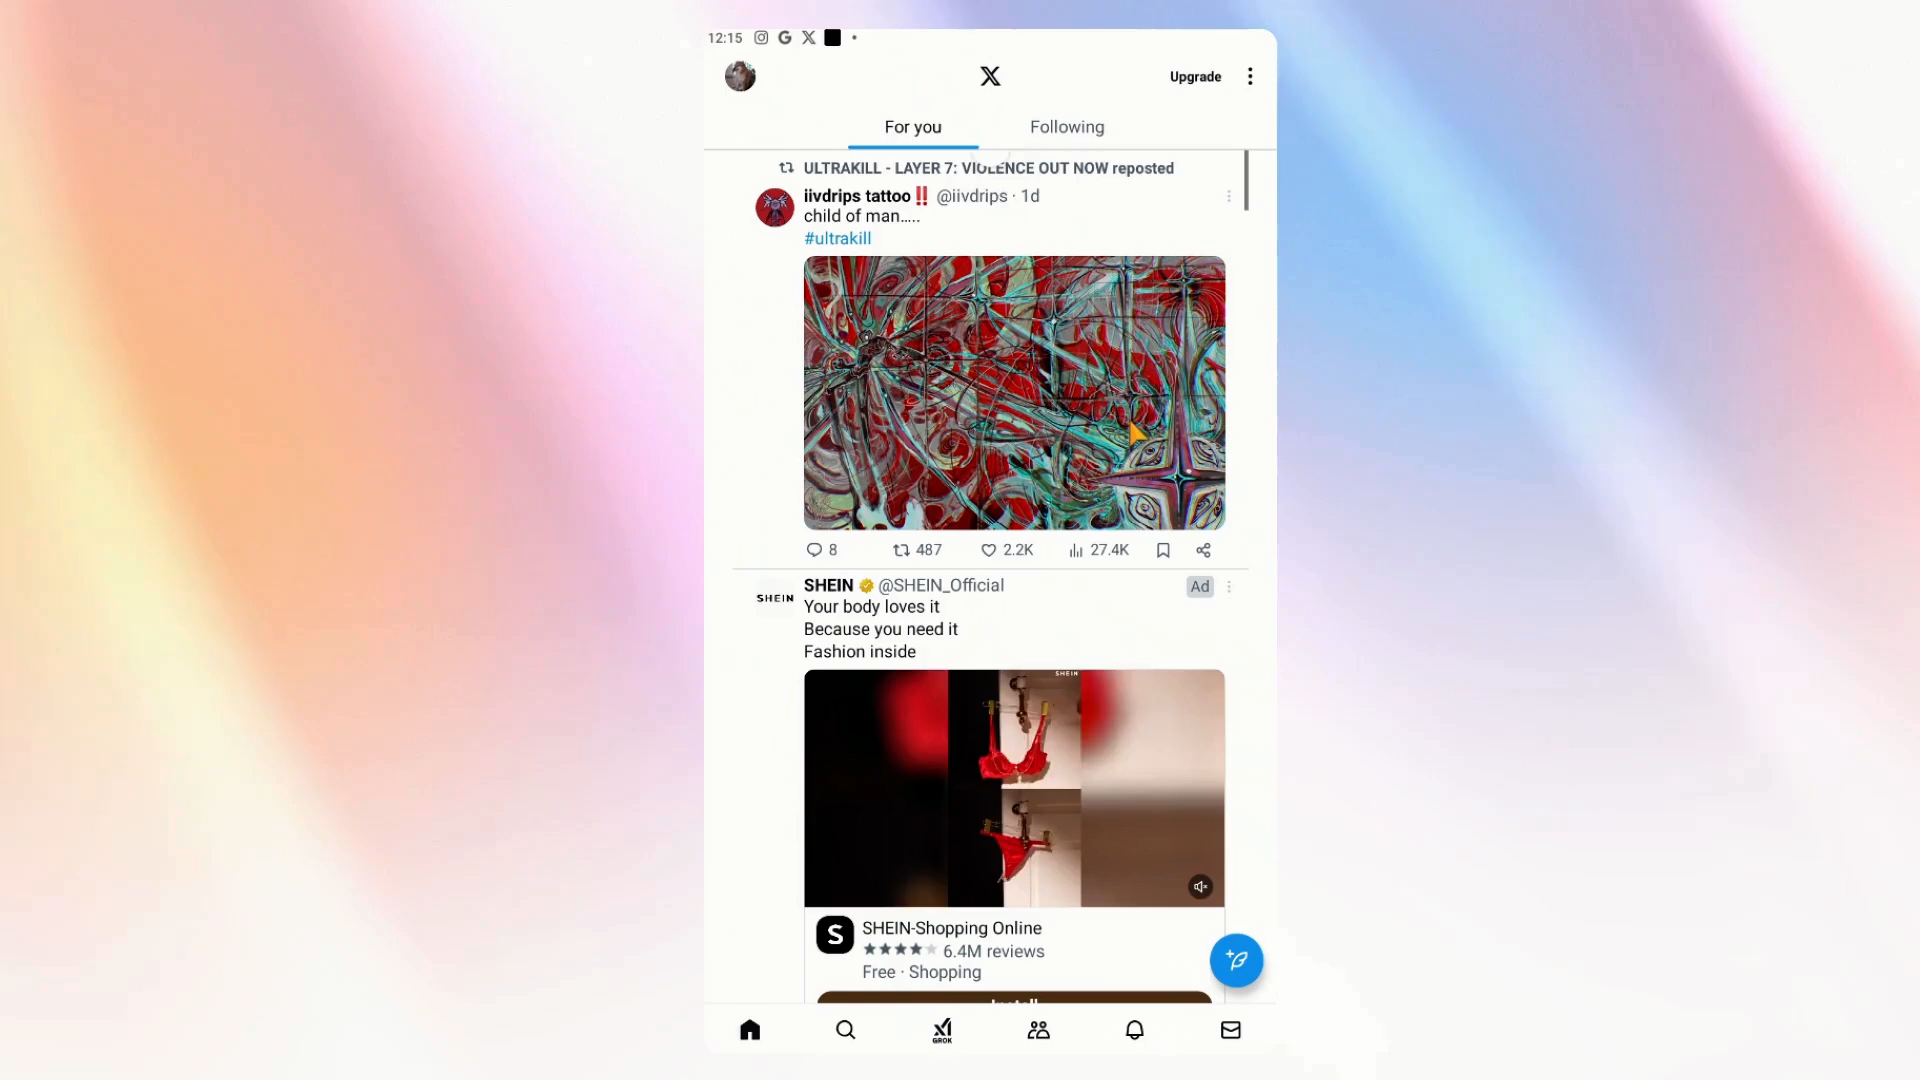 12:15
Upgrade
For you
Following
ULTRAKILL - LAYER 7: VIOLENCE OUT NOW reposted
iivdrips tattoo‼️ @iivdrips · 1d
child of man.....
#ultrakill
8
487
2.2K
27.4K
SHEIN
SHEIN @SHEIN_Official
Ad
Your body loves it
Because you need it
Fashion inside
SHEIN
S
SHEIN-Shopping Online
6.4M reviews
Free · Shopping
Install
GROK